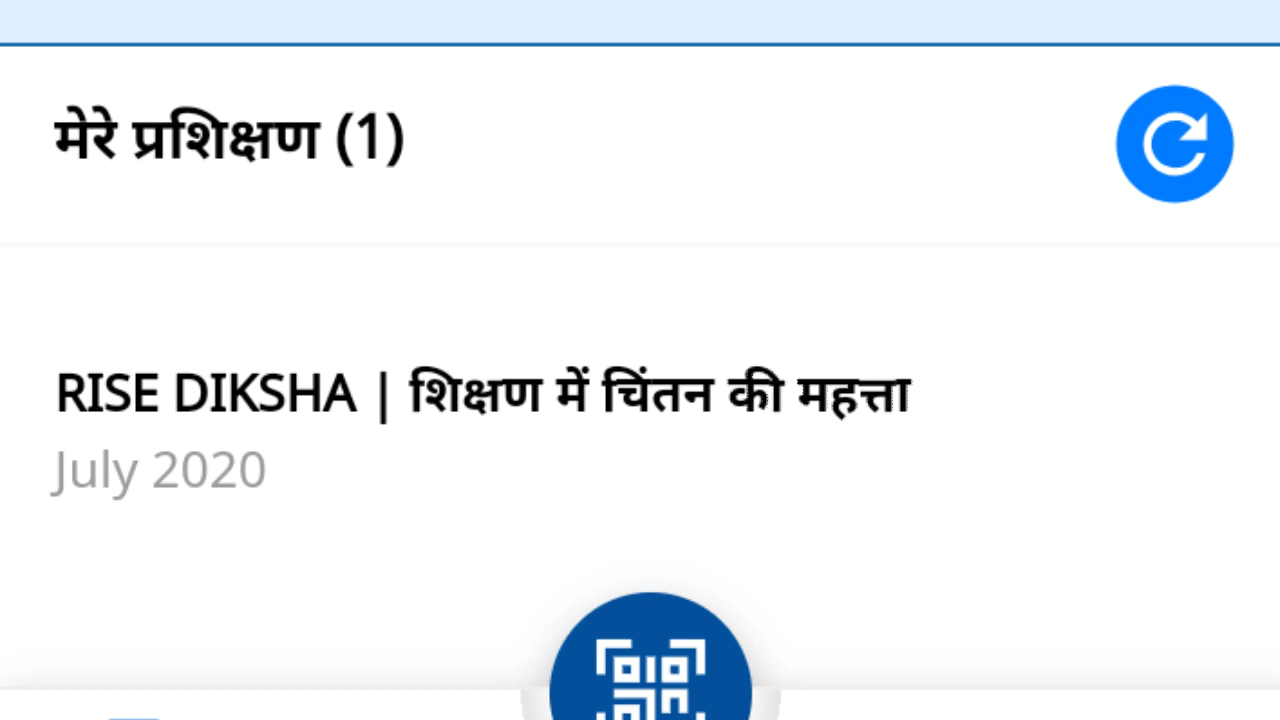 मेरे प्रशिक्षण (1)
RISE DIKSHA | शिक्षण में चिंतन की महत्ता
July 2020